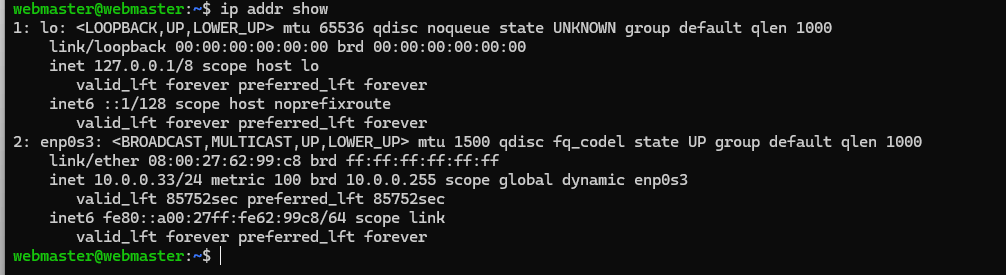 webmaster@webmaster:~$ ip addr show
1: lo: <LOOPBACK,UP,LOWER_UP> mtu 65536 qdisc noqueue state UNKNOWN group default qlen 1000
    link/loopback 00:00:00:00:00:00 brd 00:00:00:00:00:00
    inet 127.0.0.1/8 scope host lo
       valid_lft forever preferred_lft forever
    inet6 ::1/128 scope host noprefixroute
       valid_lft forever preferred_lft forever
2: enp0s3: <BROADCAST,MULTICAST,UP,LOWER_UP> mtu 1500 qdisc fq_codel state UP group default qlen 1000
    link/ether 08:00:27:62:99:c8 brd ff:ff:ff:ff:ff:ff
    inet 10.0.0.33/24 metric 100 brd 10.0.0.255 scope global dynamic enp0s3
       valid_lft 85752sec preferred_lft 85752sec
    inet6 fe80::a00:27ff:fe62:99c8/64 scope link
       valid_lft forever preferred_lft forever
webmaster@webmaster:~$